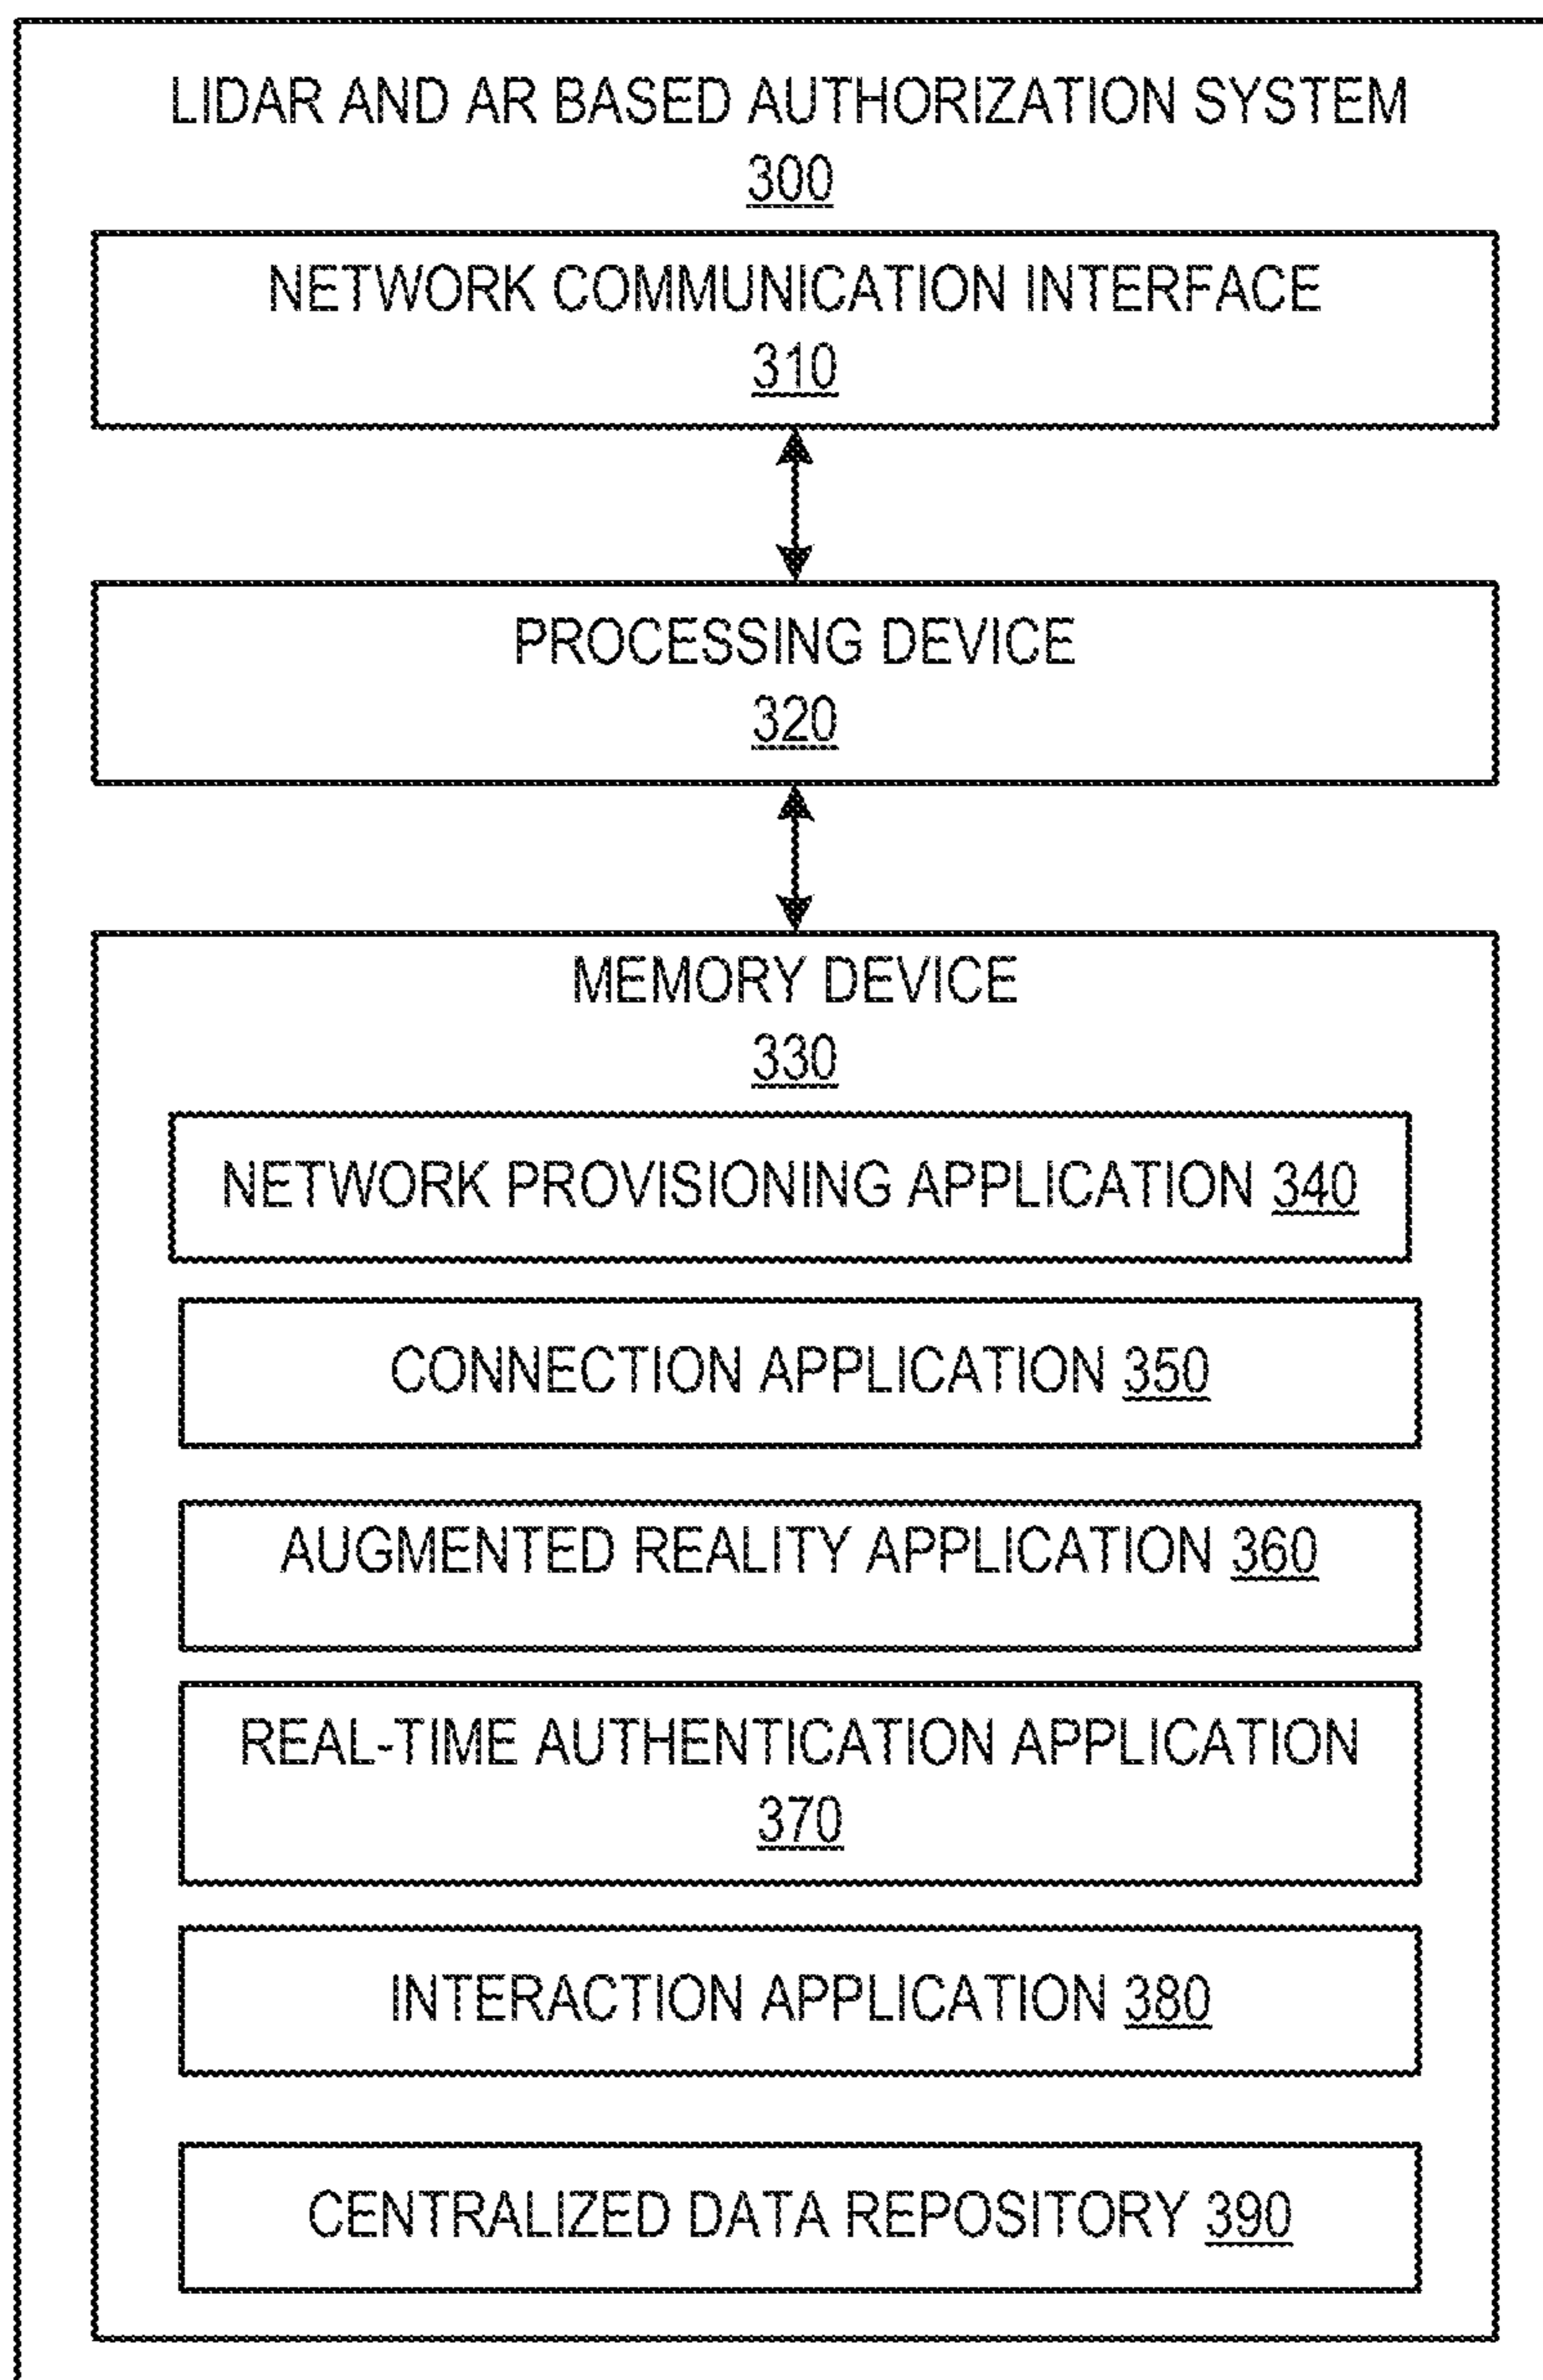 LIDAR AND AR BASED AUTHORIZATION SYSTEM
300
NETWORK COMMUNICATION INTERFACE
310
PROCESSING DEVICE
320
MEMORY DEVICE
330
NETWORK PROVISIONING APPLICATION 340
CONNECTION APPLICATION 350
AUGMENTED REALITY APPLICATION 360
REAL-TIME AUTHENTICATION APPLICATION
370
INTERACTION APPLICATION 380
CENTRALIZED DATA REPOSITORY 390